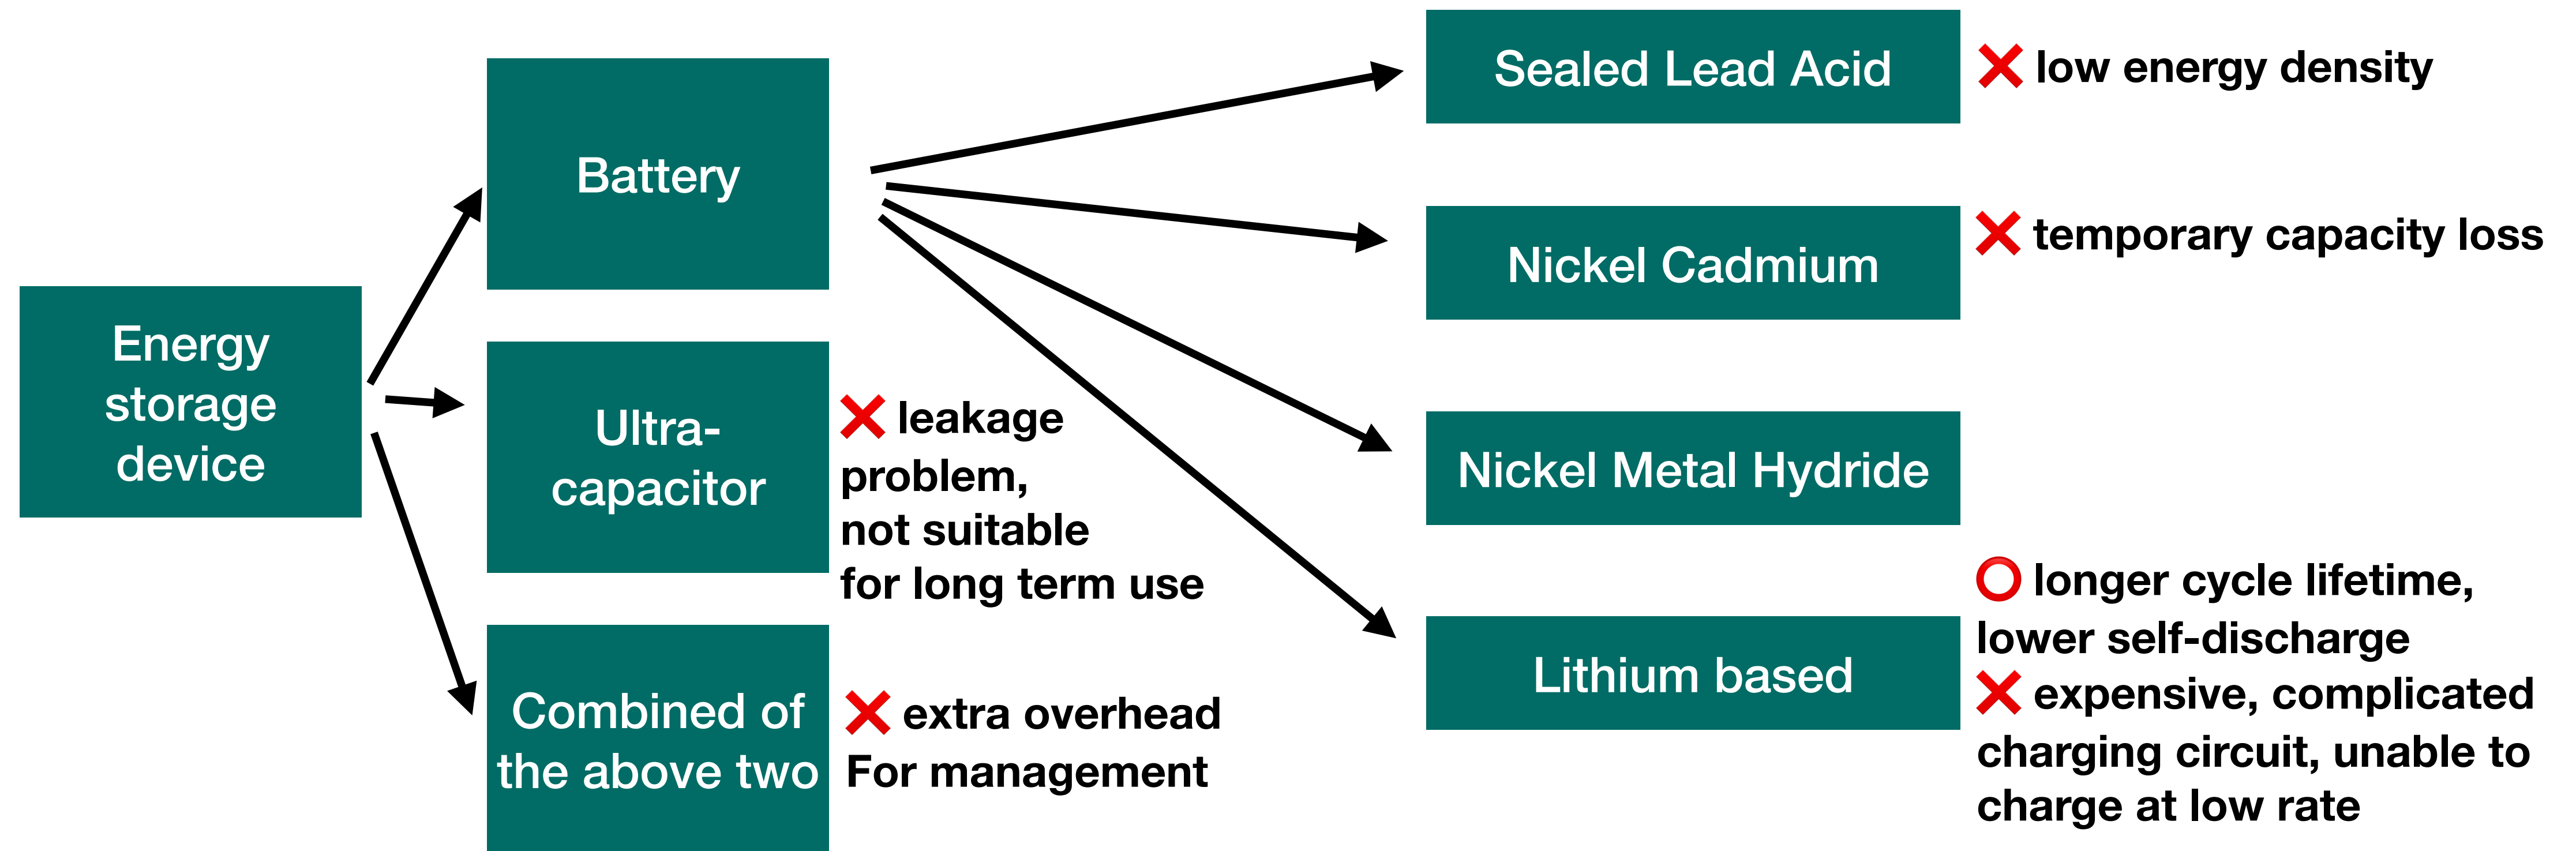 Energy
storage
device
Battery
Ultra-
capacitor
❌ leakage
problem,
not suitable
for long term use
Combined of
the above two
❌ extra overhead
For management
Sealed Lead Acid
❌ low energy density
Nickel Cadmium
❌ temporary capacity loss
Nickel Metal Hydride
Lithium based
⭕ longer cycle lifetime,
lower self-discharge
❌ expensive, complicated
charging circuit, unable to
charge at low rate